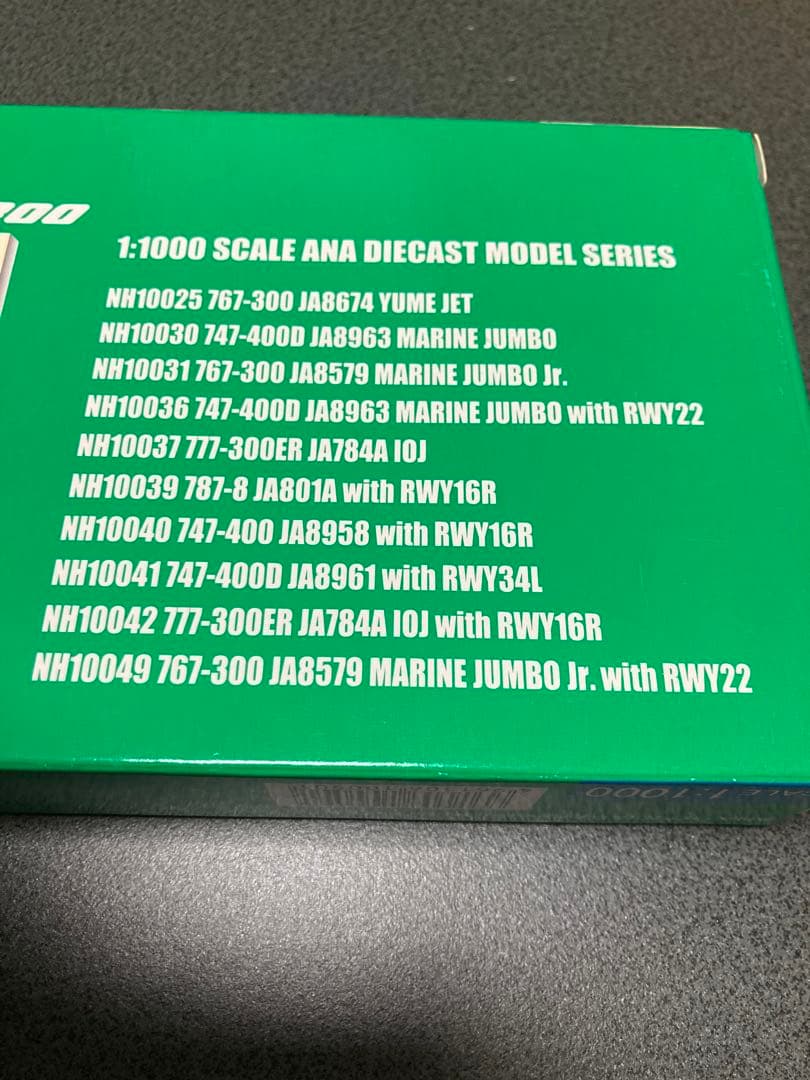 300
1:1000 SCALE ANA DIECAST MODEL SERIES
NH10025 767-300 JA8674 YUME JET
NH10030 747-400D JA8963 MARINE JUMBO
NH10031 767-300 JA8579 MARINE JUMBO Jr.
NH10036 747-400D JA8963 MARINE JUMBO with RWY22
NH10037 777-300ER JA784A IOJ
NH10039 787-8 JA801A with RWY16R
NH10040 747-400 JA8958 with RWY16R
NH10041 747-400D JA8961 with RWY34L
NH10042 777-300ER JA784A IOJ with RWY16R
NH10049 767-300 JA8579 MARINE JUMBO Jr. with RWY22
1:1000